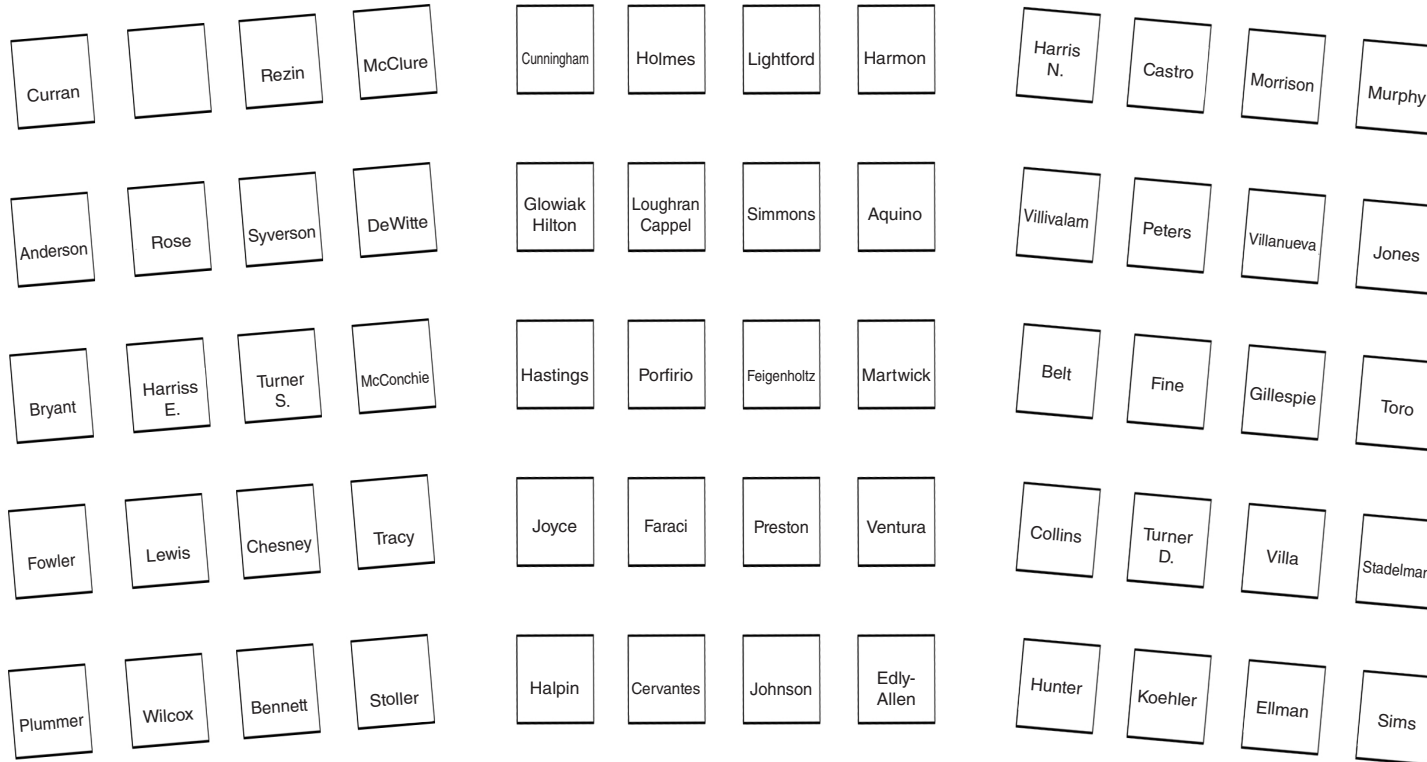 Curran
Rezin
McClure
Cunningham
Holmes
Lightford
Harmon
Harris
N.
Castro
Morrison
Murphy
Anderson
Rose
Syverson
DeWitte
Glowiak
Hilton
Loughran
Cappel
Simmons
Aquino
Villivalam
Peters
Villanueva
Jones
Bryant
Harriss
E.
Turner
S.
McConchie
Hastings
Porfirio
Feigenholtz
Martwick
Belt
Fine
Gillespie
Toro
Fowler
Lewis
Chesney
Tracy
Joyce
Faraci
Preston
Ventura
Collins
Turner
D.
Villa
Stadelman
Plummer
Wilcox
Bennett
Stoller
Halpin
Cervantes
Johnson
Edly-
Allen
Hunter
Koehler
Ellman
Sims